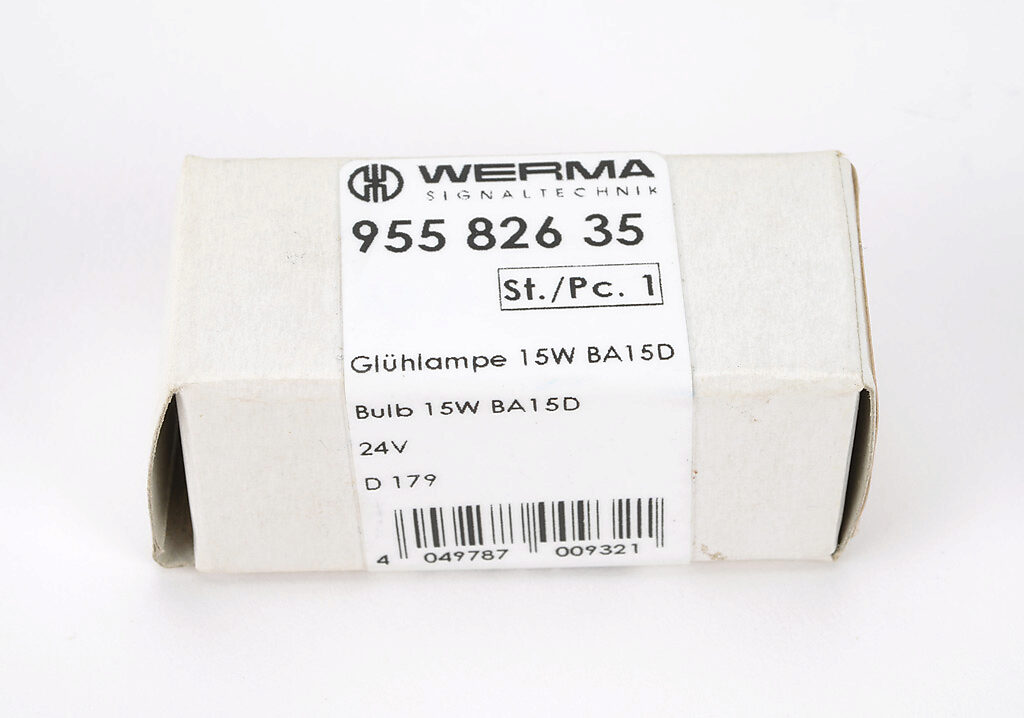 WERMA
SIGNALTECHNIK
955 826 35
St./Pc. 1
Glühlampe 15W BA15D
Bulb 15W BA15D
24V
D 179
4 049787 009321